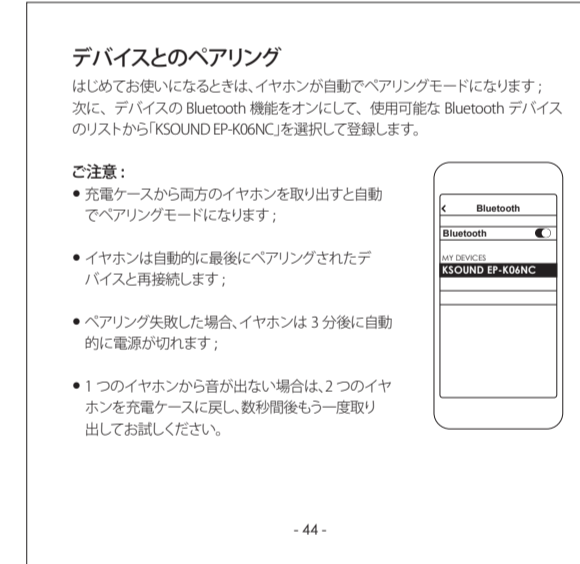 デバイスとのペアリング
はじめてお使いになるときは、イヤホンが自動でペアリングモードになります ;
次に、デバイスの Bluetooth 機能をオンにして、使用可能な Bluetooth デバイス
のリストから「KSOUND EP-K06NC」を選択して登録します。
ご注意 :
● 充電ケースから両方のイヤホンを取り出すと自動
でペアリングモードになります ;
● イヤホンは自動的に最後にペアリングされたデ
バイスと再接続します ;
● ペアリング失敗した場合、イヤホンは 3 分後に自動
的に電源が切れます ;
● 1 つのイヤホンから音が出ない場合は、2 つのイヤ
ホンを充電ケースに戻し、数秒間後もう一度取り
出してお試しください。
< Bluetooth
Bluetooth
MY DEVICES
KSOUND EP-K06NC
- 44 -